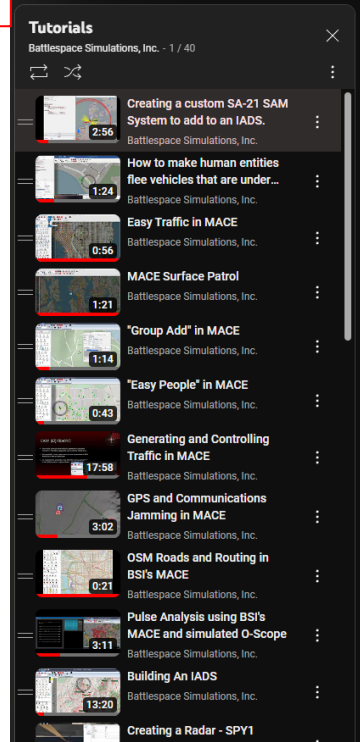 Tutorials
Battlespace Simulations, Inc. - 1 / 40
Creating a custom SA-21 SAM
System to add to an IADS.
Battlespace Simulations, Inc.
2:56
How to make human entities
flee vehicles that are under...
Battlespace Simulations, Inc.
1:24
Easy Traffic in MACE
Battlespace Simulations, Inc.
0:56
MACE Surface Patrol
Battlespace Simulations, Inc.
1:21
"Group Add" in MACE
Battlespace Simulations, Inc.
1:14
"Easy People" in MACE
Battlespace Simulations, Inc.
0:43
Generating and Controlling
Traffic in MACE
Battlespace Simulations, Inc.
17:58
GPS and Communications
Jamming in MACE
Battlespace Simulations, Inc.
3:02
OSM Roads and Routing in
BSI's MACE
Battlespace Simulations, Inc.
0:21
Pulse Analysis using BSI's
MACE and simulated O-Scope
Battlespace Simulations, Inc.
3:11
Building An IADS
Battlespace Simulations, Inc.
13:20
Creating a Radar - SPY1